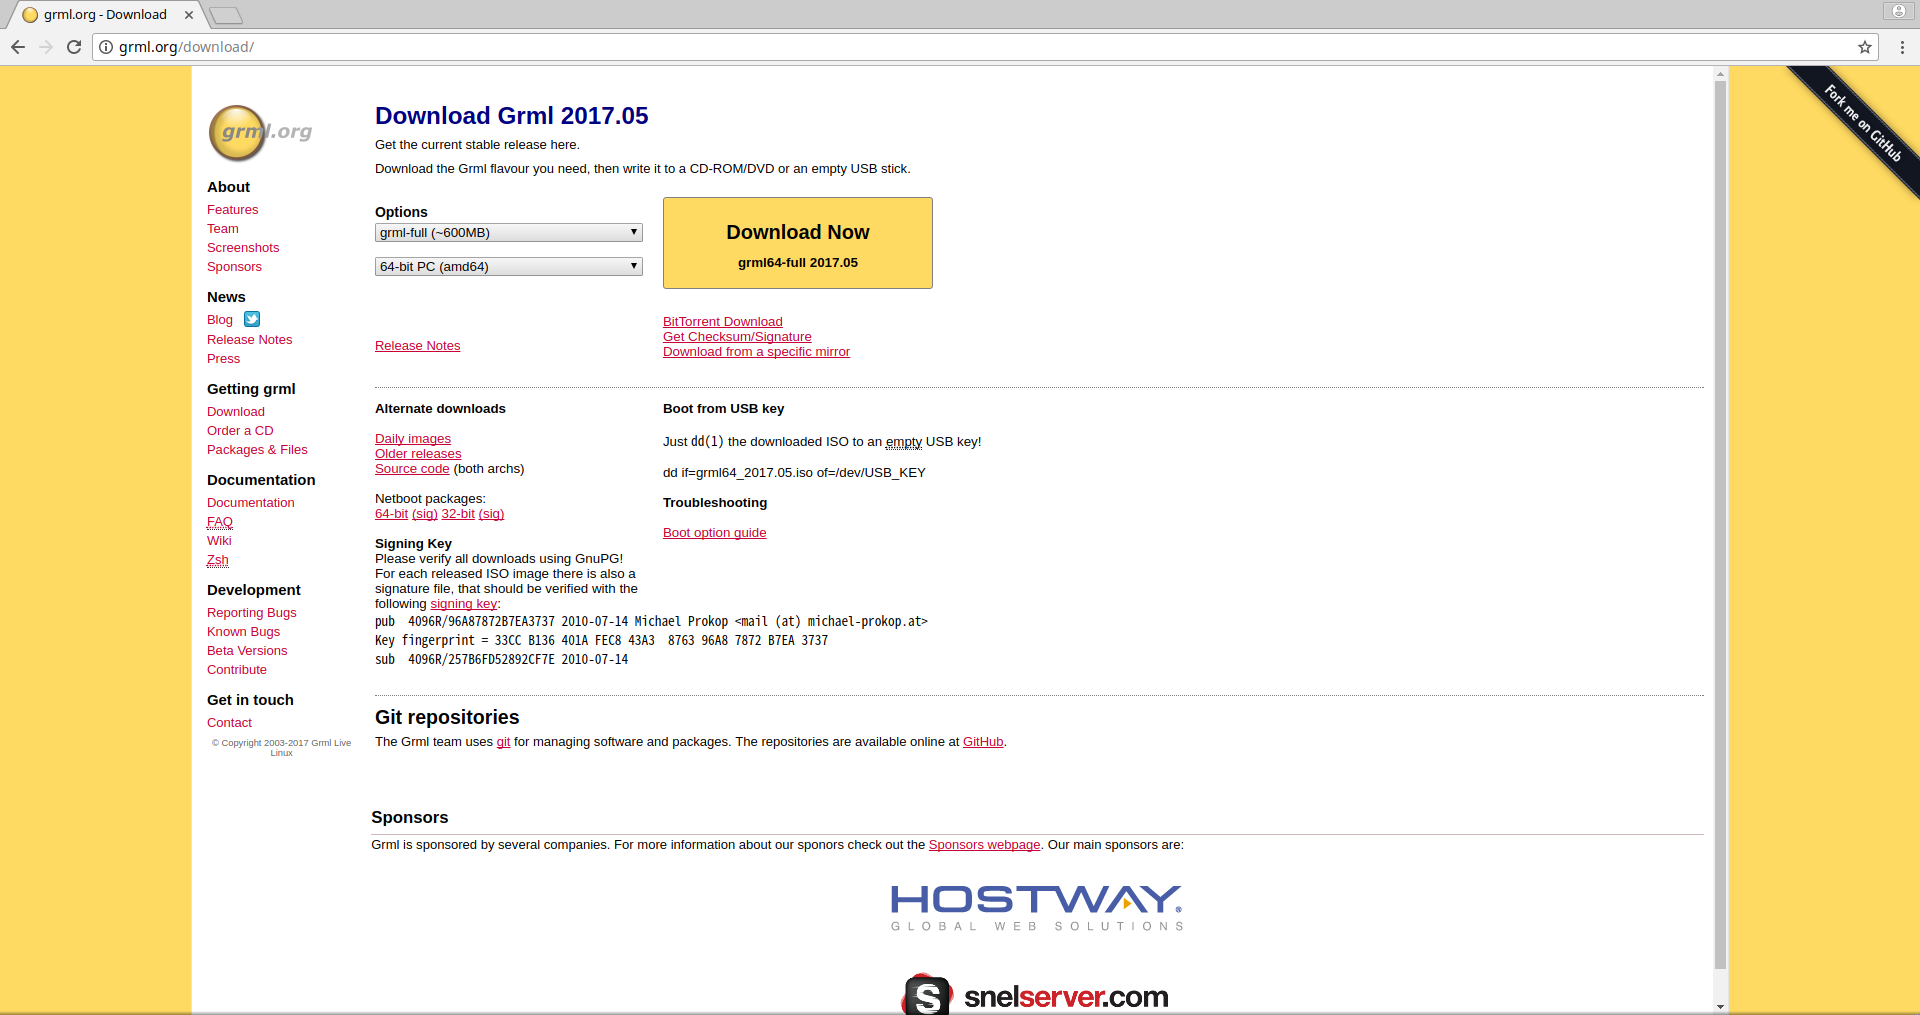 grml.org - Download
grml.org/download/
Fork me on GitHub
grml.org
About
Features
Team
Screenshots
Sponsors
News
Blog
Release Notes
Press
Getting grml
Download
Order a CD
Packages & Files
Documentation
Documentation
FAQ
Wiki
Zsh
Development
Reporting Bugs
Known Bugs
Beta Versions
Contribute
Get in touch
Contact
© Copyright 2003-2017 Grml Live
Linux
Download Grml 2017.05
Get the current stable release here.
Download the Grml flavour you need, then write it to a CD-ROM/DVD or an empty USB stick.
Options
grml-full (~600MB)
64-bit PC (amd64)
Download Now
grml64-full 2017.05
Release Notes
BitTorrent Download
Get Checksum/Signature
Download from a specific mirror
Alternate downloads
Daily images
Older releases
Source code (both archs)
Netboot packages:
64-bit (sig) 32-bit (sig)
Signing Key
Please verify all downloads using GnuPG!
For each released ISO image there is also a
signature file, that should be verified with the
following signing key:
pub  4096R/96A87872B7EA3737 2010-07-14 Michael Prokop <mail (at) michael-prokop.at>
Key fingerprint = 33CC B136 401A FEC8 43A3  8763 96A8 7872 B7EA 3737
sub  4096R/257B6FD52892CF7E 2010-07-14
Boot from USB key
Just dd(1) the downloaded ISO to an empty USB key!
dd if=grml64_2017.05.iso of=/dev/USB_KEY
Troubleshooting
Boot option guide
Git repositories
The Grml team uses git for managing software and packages. The repositories are available online at GitHub.
Sponsors
Grml is sponsored by several companies. For more information about our sponors check out the Sponsors webpage. Our main sponsors are:
HOSTWAY®
GLOBAL WEB SOLUTIONS
S snelserver.com